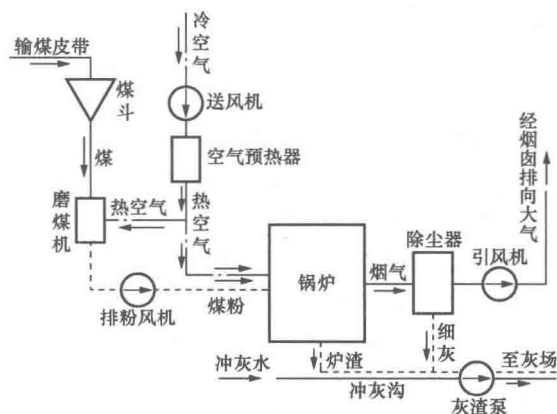 冷空气
输煤皮带
煤斗
送风机
煤
空气预热器
经烟囱排向大气
磨煤机
热空气
热空气
除尘器
引风机
锅炉
烟气
排粉风机
煤粉
细灰
炉渣
冲灰水
冲灰沟
至灰场
灰渣泵